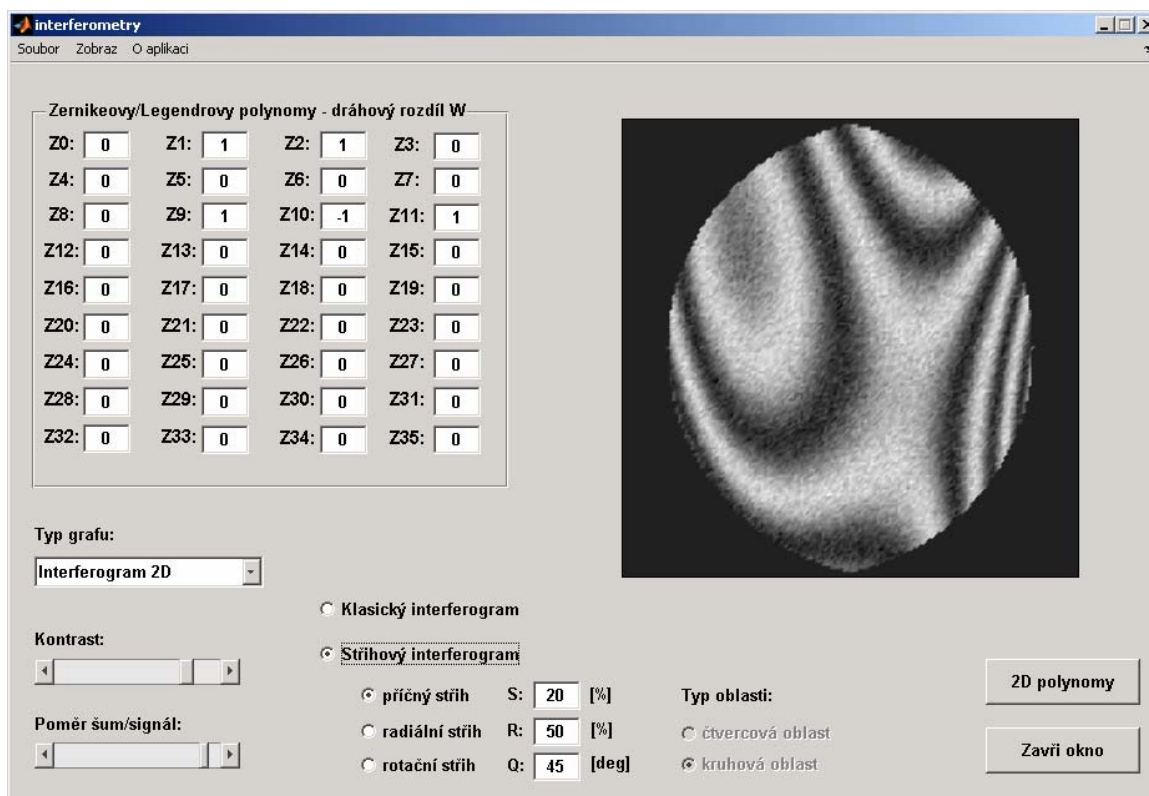 interferometry
Soubor Zobraz O aplikaci
Zernikeovy/Legendrovy polynomy - dráhový rozdíl W
Z0: 0 Z1: 1 Z2: 1 Z3: 0
Z4: 0 Z5: 0 Z6: 0 Z7: 0
Z8: 0 Z9: 1 Z10: -1 Z11: 1
Z12: 0 Z13: 0 Z14: 0 Z15: 0
Z16: 0 Z17: 0 Z18: 0 Z19: 0
Z20: 0 Z21: 0 Z22: 0 Z23: 0
Z24: 0 Z25: 0 Z26: 0 Z27: 0
Z28: 0 Z29: 0 Z30: 0 Z31: 0
Z32: 0 Z33: 0 Z34: 0 Z35: 0
Typ grafu:
Interferogram 2D
Kontrast:
Poměr šum/signál:
Klasický interferogram
Střihový interferogram
příčný střih S: 20 [%]
radiální střih R: 50 [%]
rotační střih Q: 45 [deg]
Typ oblasti:
čtvercová oblast
kruhová oblast
2D polynomy
Zavři okno